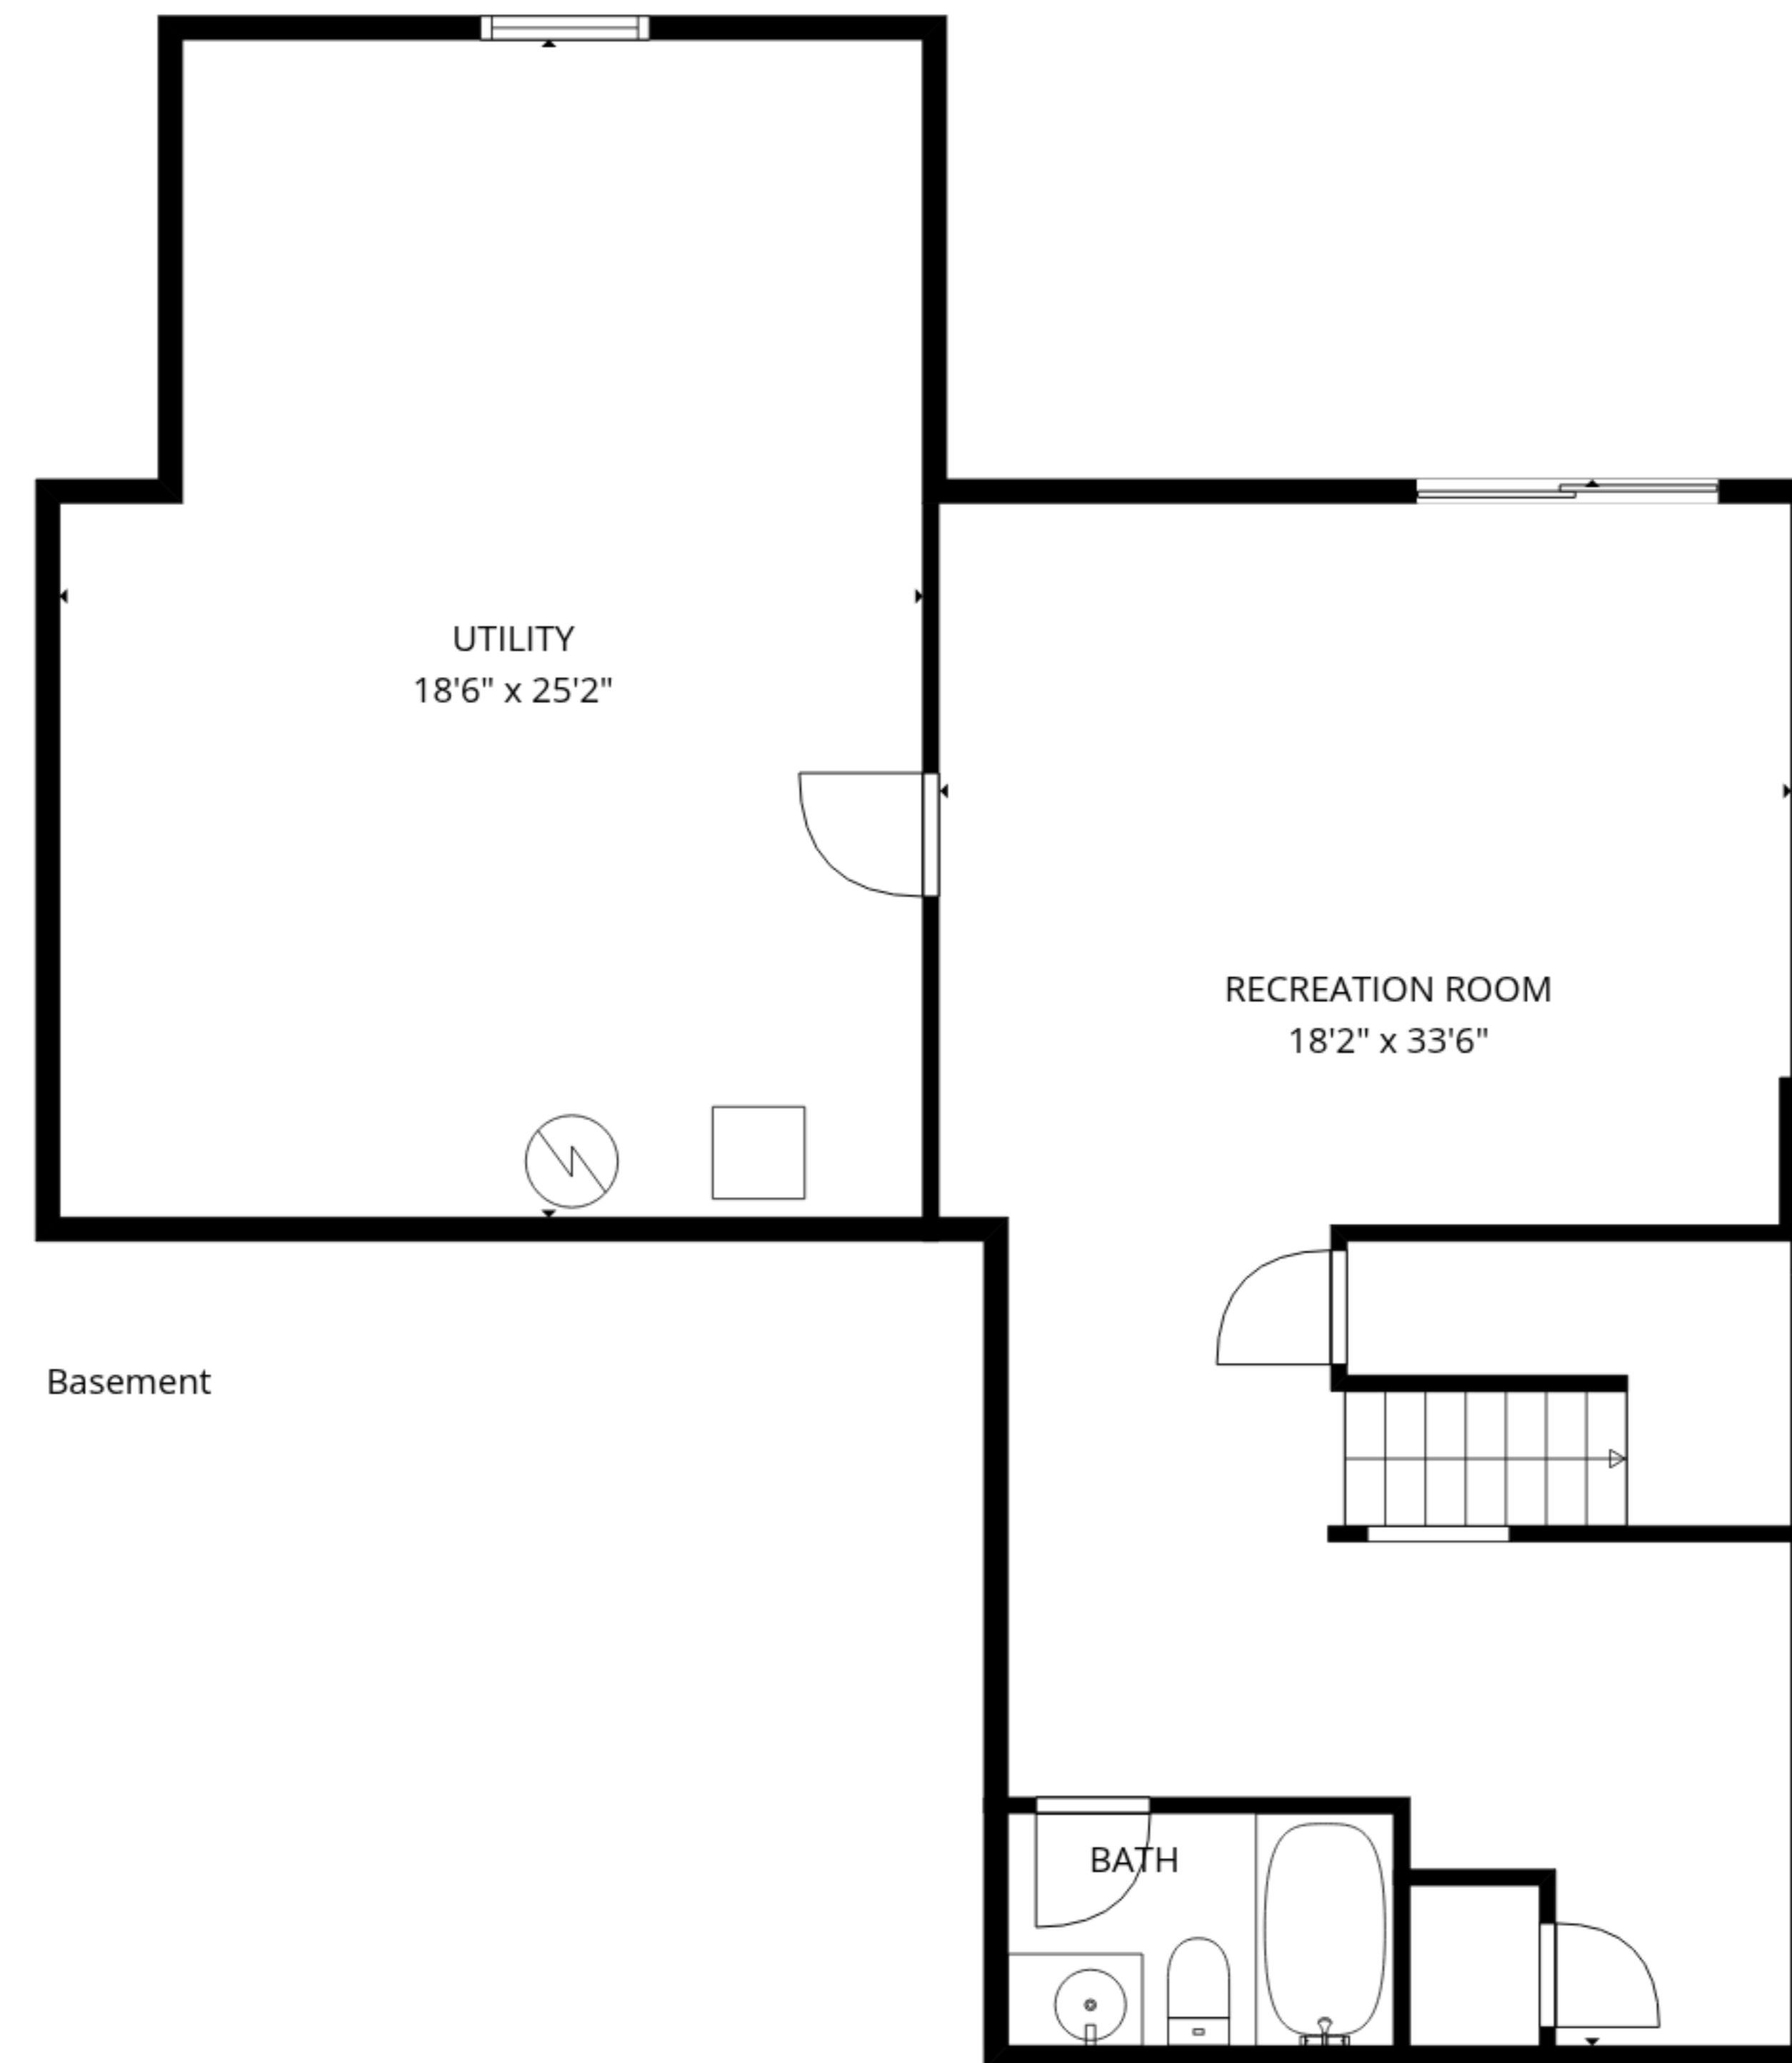 UTILITY
18'6" x 25'2"
RECREATION ROOM
18'2" x 33'6"
Basement
BATH